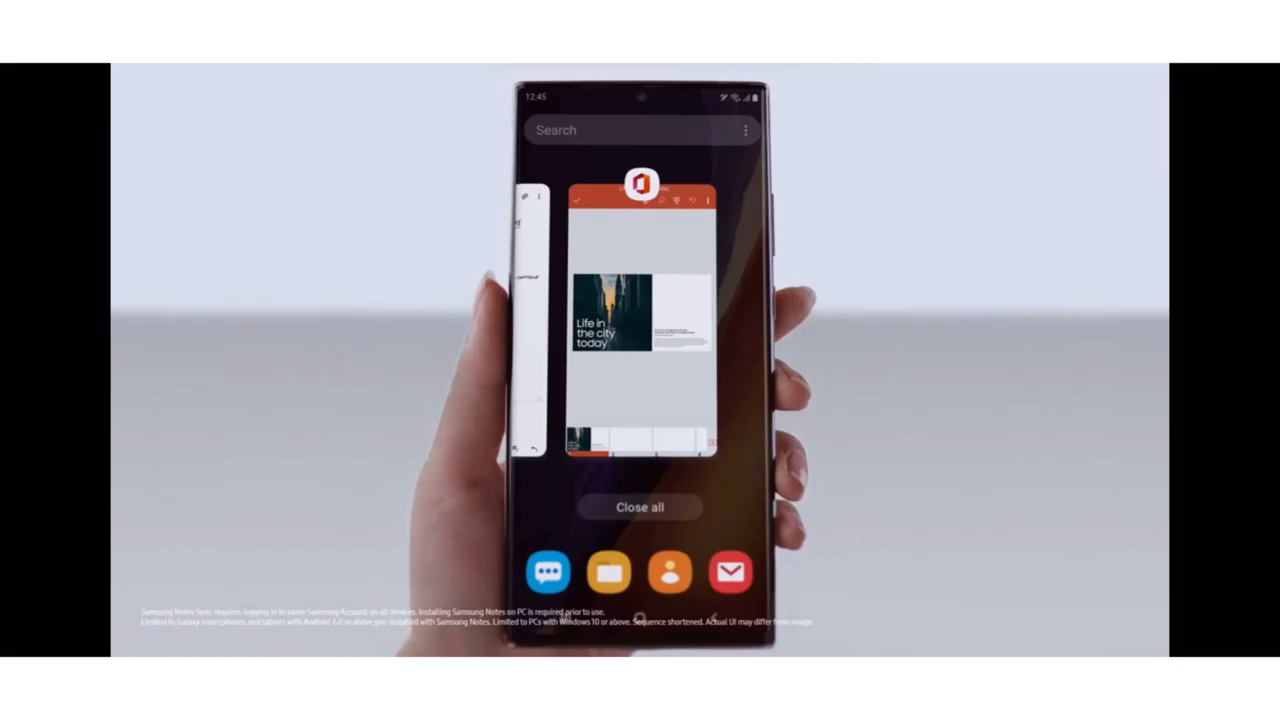 12:45
Search
Life in
the city
today
Close all
Samsung Notes Sync requires logging in to same Samsung Account on all devices. Installing Samsung Notes on PC is required prior to use.
Limited to Galaxy smartphones and tablets with Android 6.0 or above pre-installed with Samsung Notes. Limited to PCs with Windows 10 or above. Sequence shortened. Actual UI may differ from image